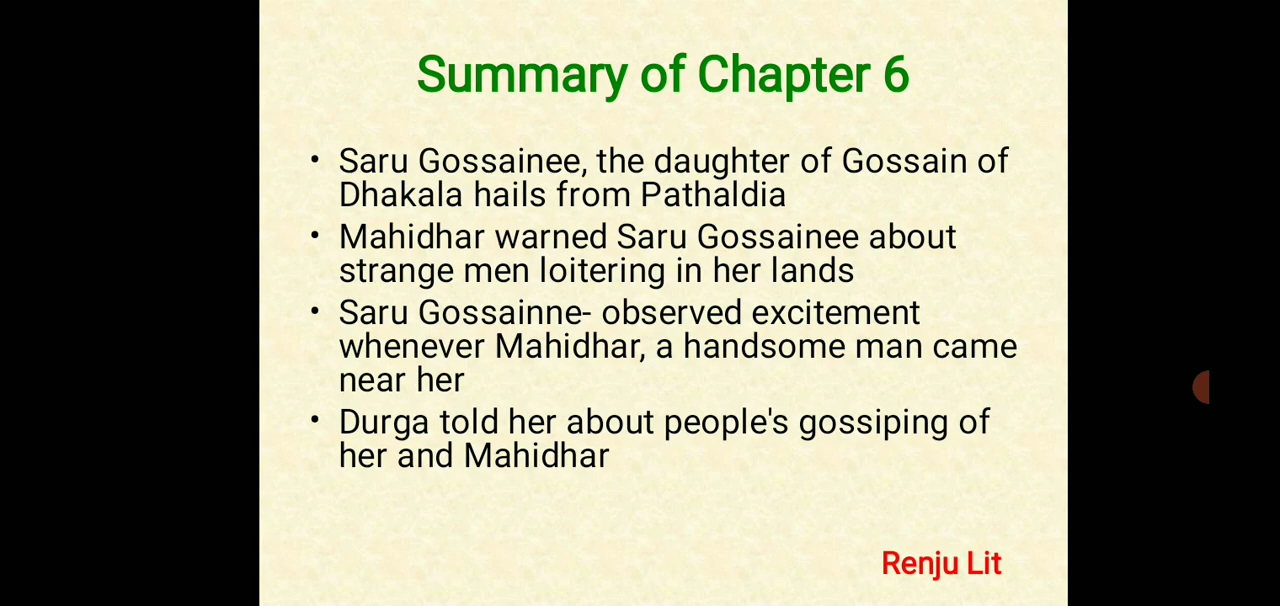 Summary of Chapter 6
• Saru Gossainee, the daughter of Gossain of
Dhakala hails from Pathaldia
• Mahidhar warned Saru Gossainee about
strange men loitering in her lands
• Saru Gossainne- observed excitement
whenever Mahidhar, a handsome man came
near her
• Durga told her about people's gossiping of
her and Mahidhar
Renju Lit